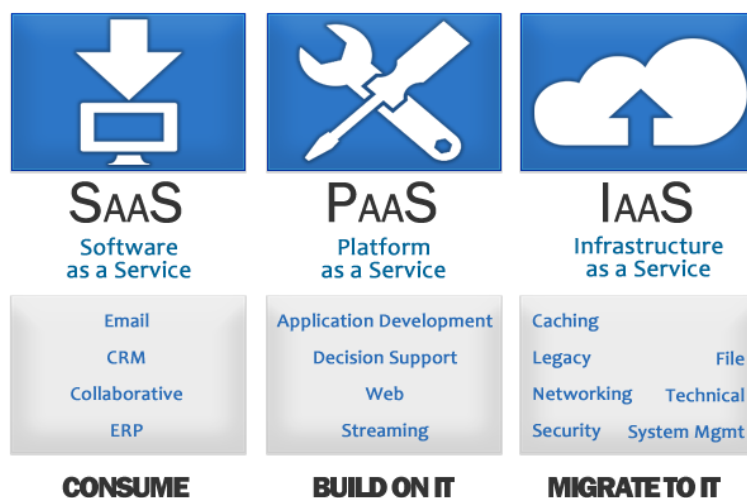 SAAS
Software
as a Service
Email
CRM
Collaborative
ERP
CONSUME
PAAS
Platform
as a Service
Application Development
Decision Support
Web
Streaming
BUILD ON IT
IAAS
Infrastructure
as a Service
Caching
Legacy File
Networking Technical
Security System Mgmt
MIGRATE TO IT